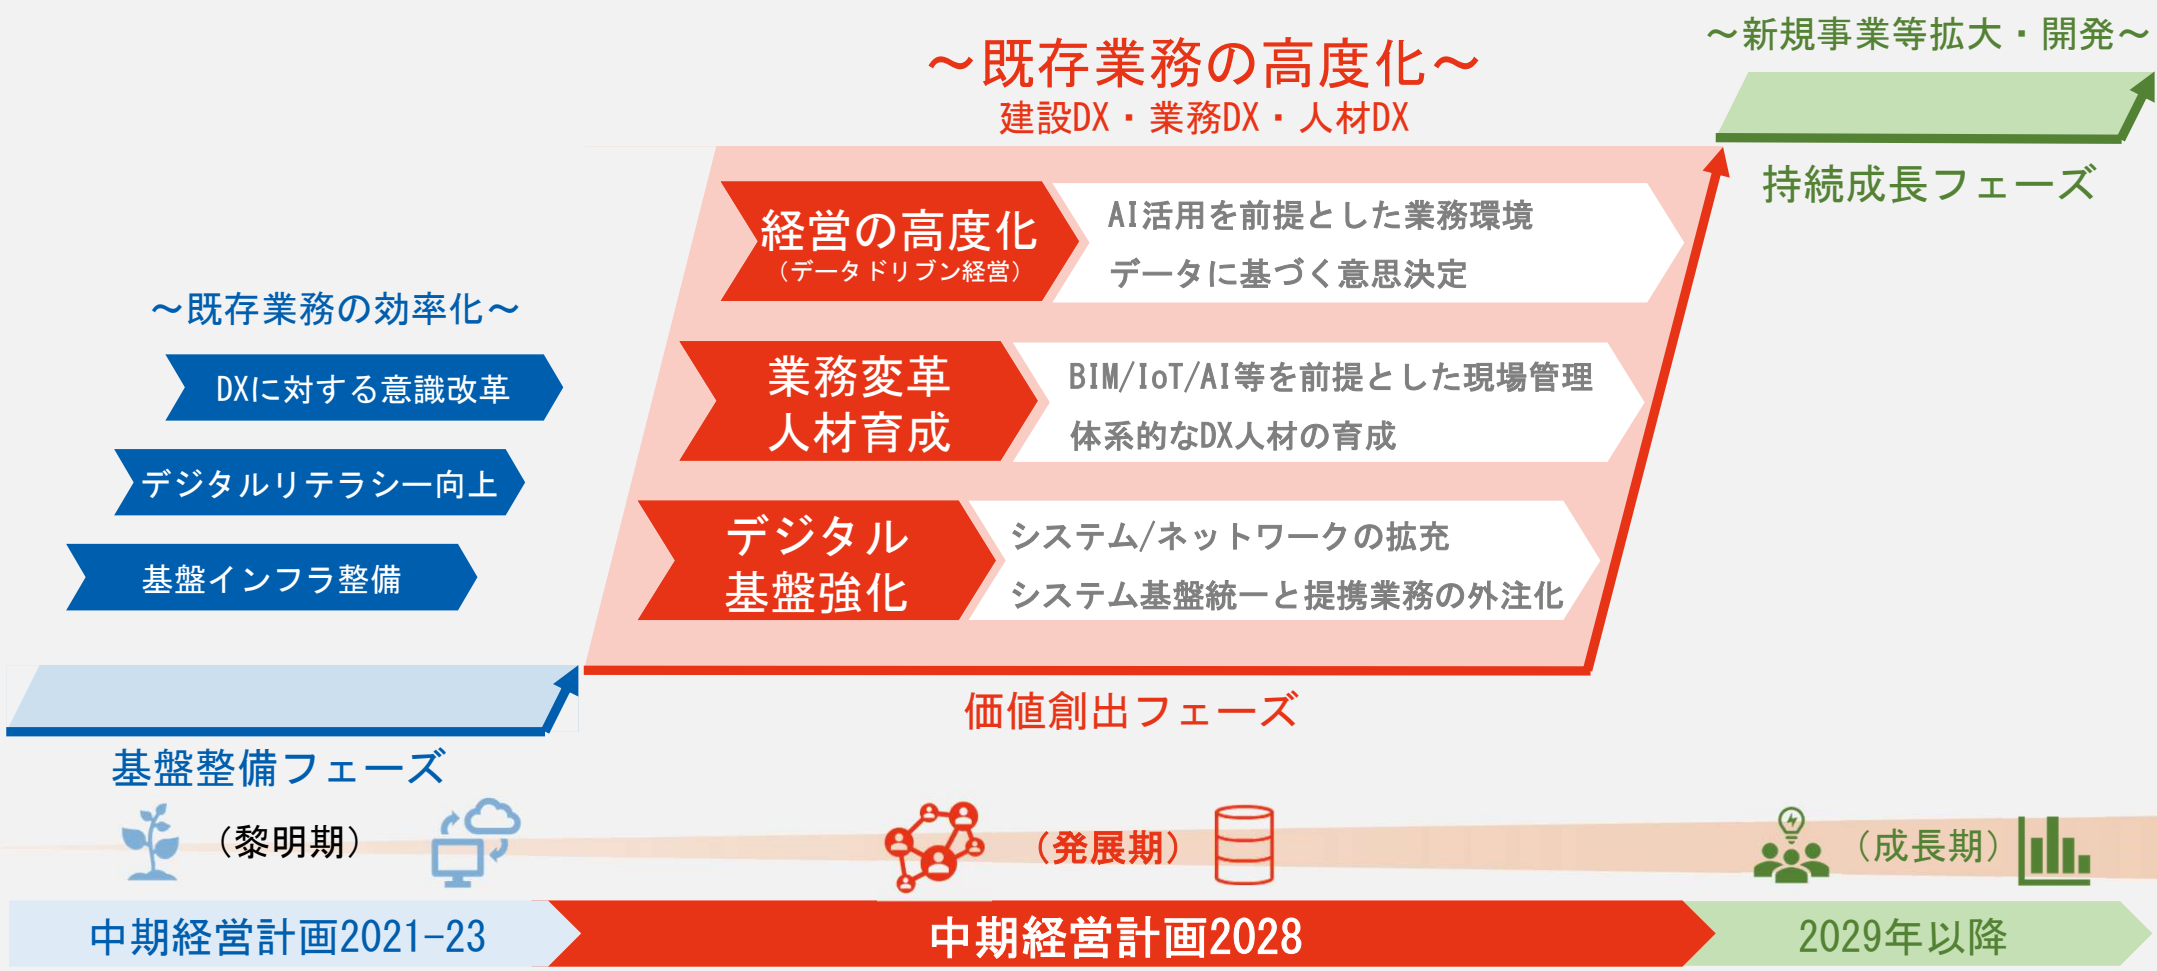 ～既存業務の効率化～
DXに対する意識改革
デジタルリテラシー向上
基盤インフラ整備
基盤整備フェーズ
～既存業務の高度化～
建設DX・業務DX・人材DX
経営の高度化
（データドリブン経営）
AI活用を前提とした業務環境
データに基づく意思決定
業務変革
人材育成
BIM/IoT/AI等を前提とした現場管理
体系的なDX人材の育成
デジタル
基盤強化
システム/ネットワークの拡充
システム基盤統一と提携業務の外注化
価値創出フェーズ
～新規事業等拡大・開発～
持続成長フェーズ
（黎明期）
（発展期）
（成長期）
中期経営計画2021-23
中期経営計画2028
2029年以降